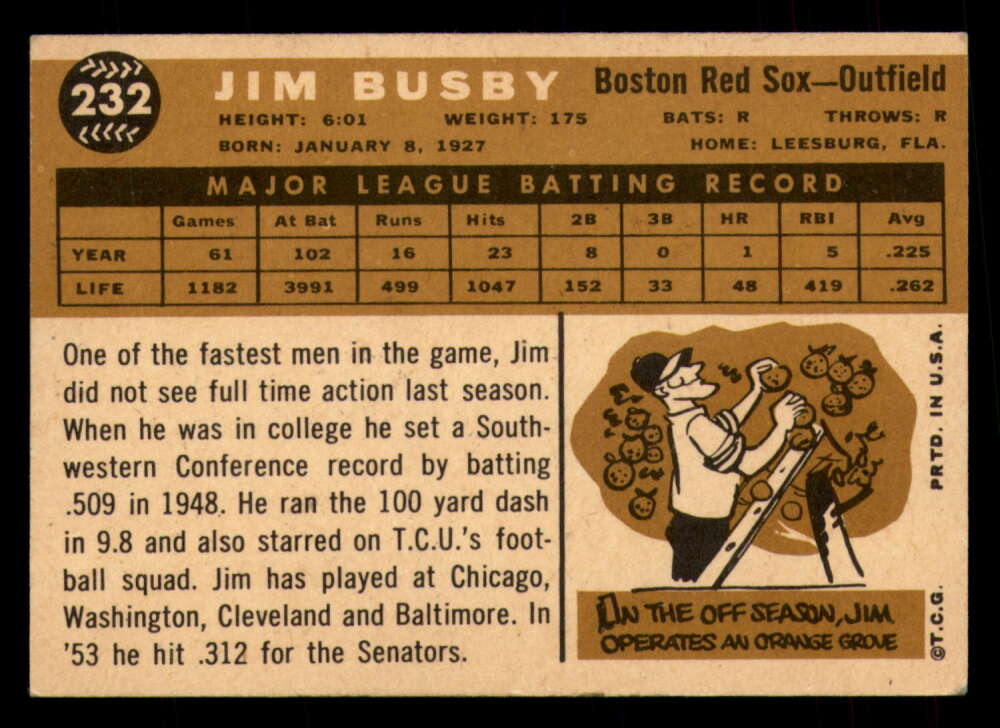 232
JIM BUSBY
Boston Red Sox—Outfield
HEIGHT: 6:01 WEIGHT: 175 BATS: R THROWS: R
BORN: JANUARY 8, 1927 HOME: LEESBURG, FLA.
MAJOR LEAGUE BATTING RECORD
Games At Bat Runs Hits 2B 3B HR RBI Avg
YEAR 61 102 16 23 8 0 1 5 .225
LIFE 1182 3991 499 1047 152 33 48 419 .262
One of the fastest men in the game, Jim
did not see full time action last season.
When he was in college he set a South-
western Conference record by batting
.509 in 1948. He ran the 100 yard dash
in 9.8 and also starred on T.C.U.'s foot-
ball squad. Jim has played at Chicago,
Washington, Cleveland and Baltimore. In
'53 he hit .312 for the Senators.
IN THE OFF SEASON, JIM
OPERATES AN ORANGE GROVE
©T.C.G. PRTD. IN U.S.A.